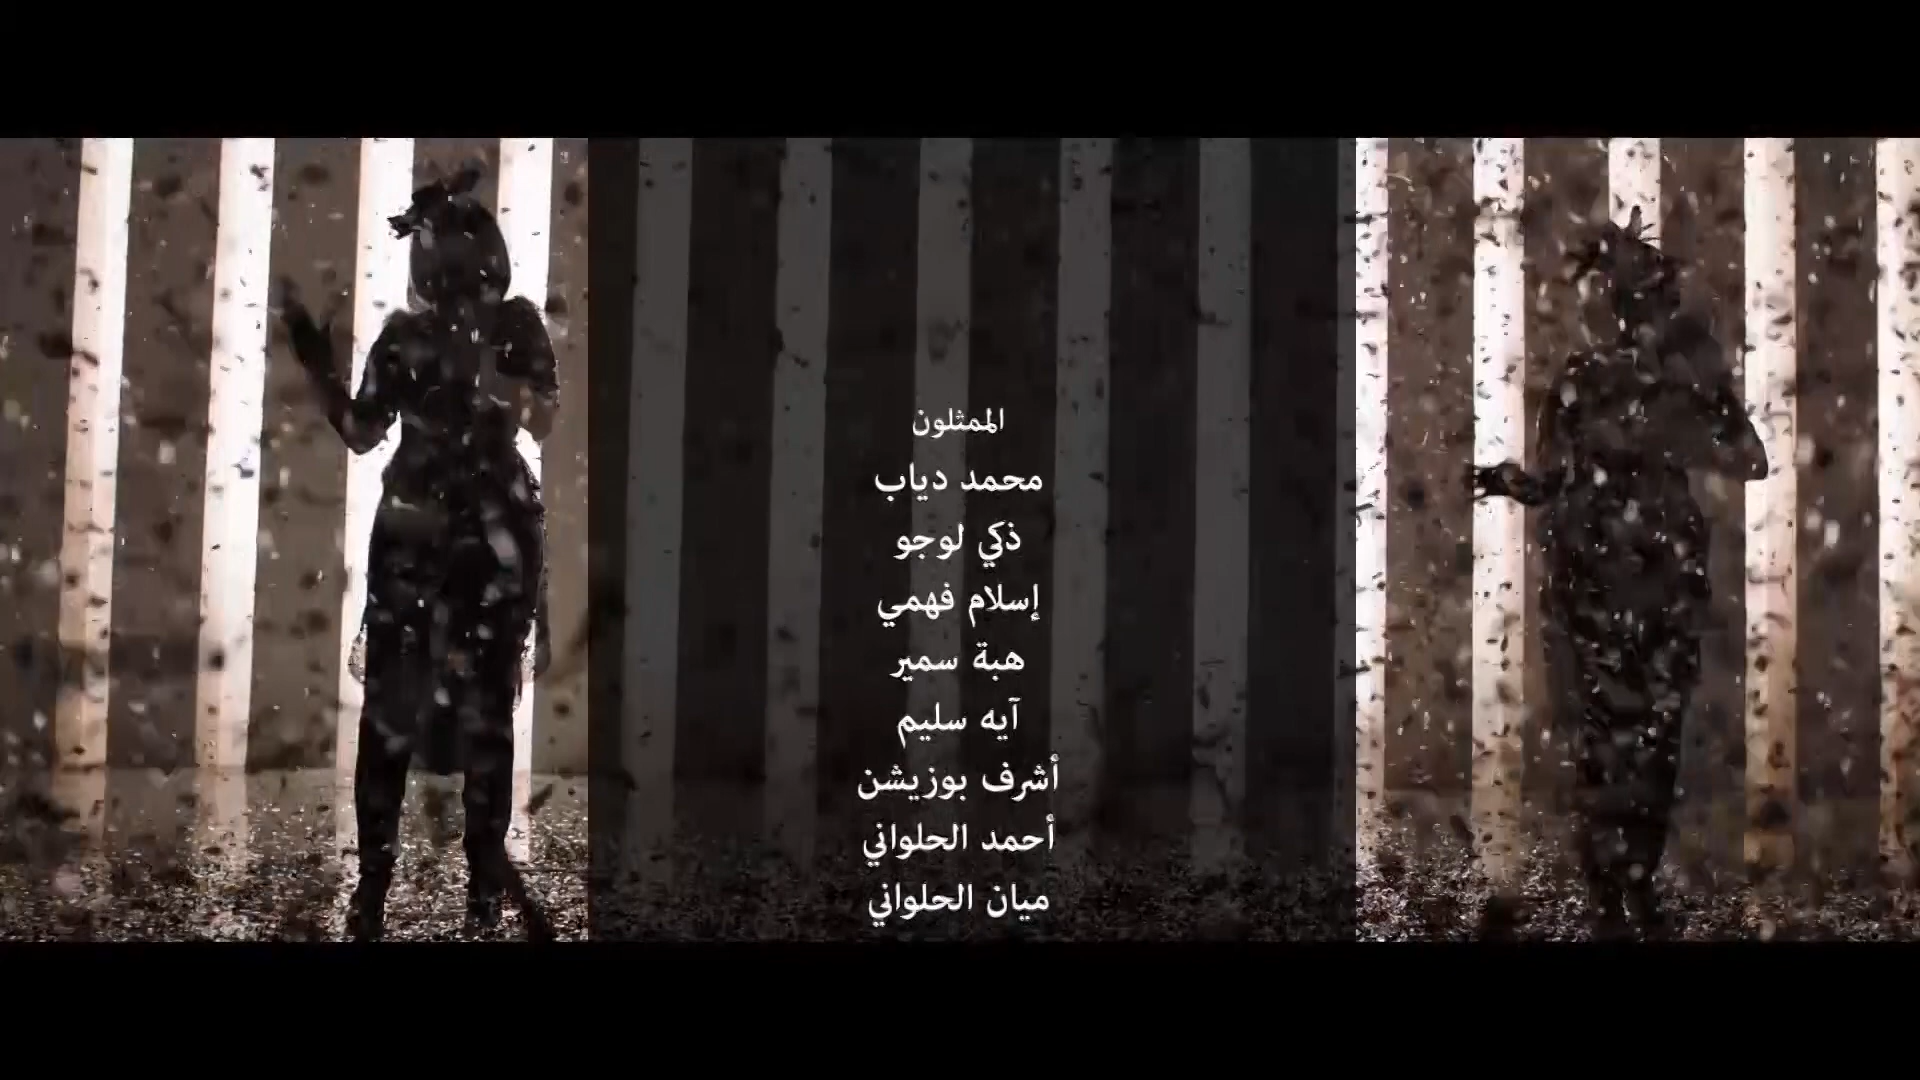 الممثلون
محمد دياب
ذكي لوجو
إسلام فهمي
هبة سمير
آيه سليم
أشرف بوزيشن
أحمد الحلواني
ميان الحلواني